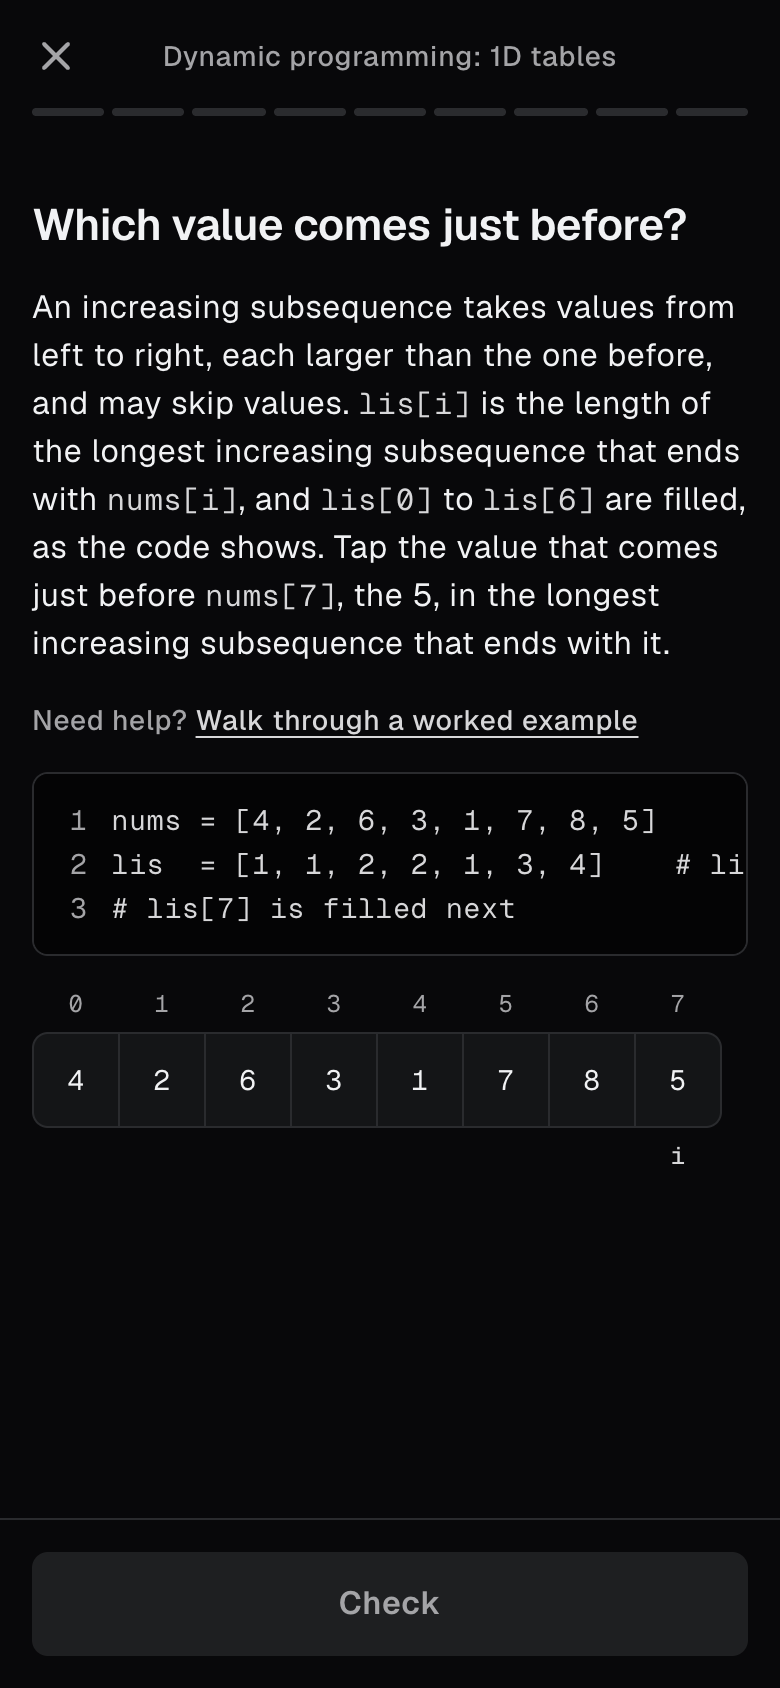 Dynamic programming: 1D tables
Which value comes just before?
An increasing subsequence takes values from
left to right, each larger than the one before,
and may skip values. lis[i] is the length of
the longest increasing subsequence that ends
with nums[i], and lis[0] to lis[6] are filled,
as the code shows. Tap the value that comes
just before nums[7], the 5, in the longest
increasing subsequence that ends with it.
Need help? Walk through a worked example
1 nums = [4, 2, 6, 3, 1, 7, 8, 5]
2 lis  = [1, 1, 2, 2, 1, 3, 4]    # li
3 # lis[7] is filled next
0 1 2 3 4 5 6 7
4 2 6 3 1 7 8 5
i
Check